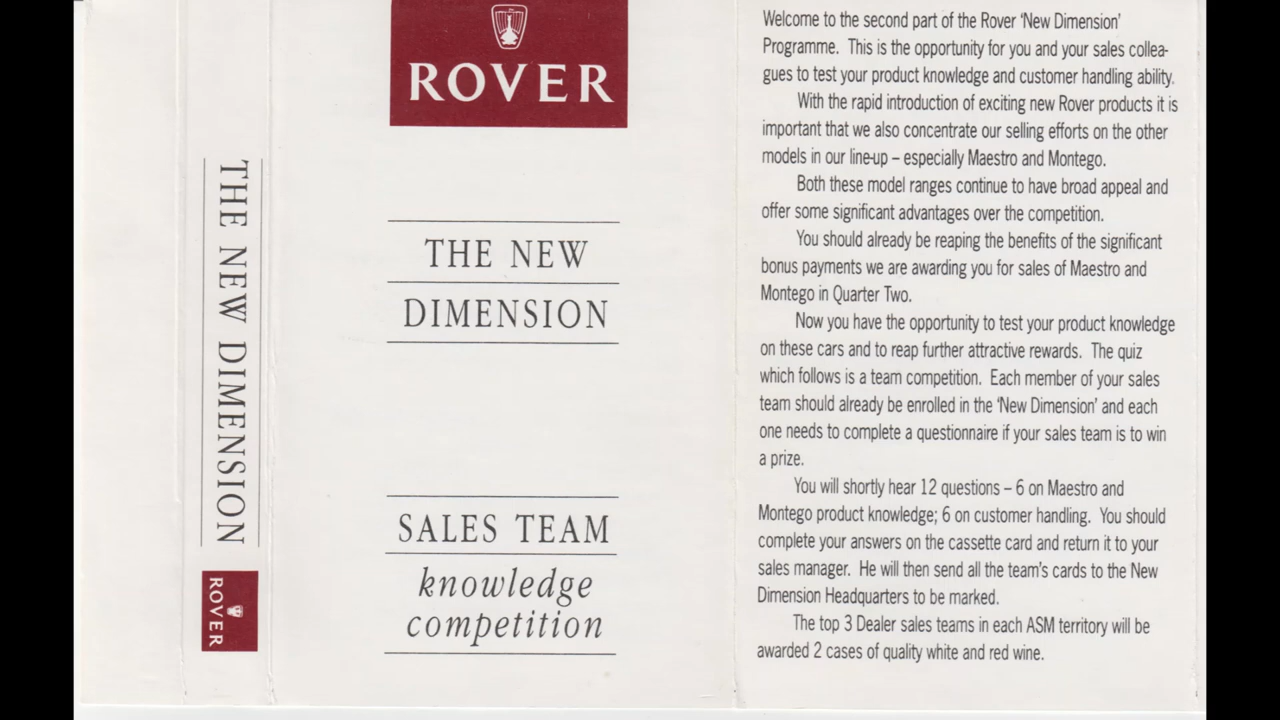 THE NEW DIMENSION
ROVER
ROVER
THE NEW
DIMENSION
SALES TEAM
knowledge
competition
Welcome to the second part of the Rover ‘New Dimension’
Programme. This is the opportunity for you and your sales collea-
gues to test your product knowledge and customer handling ability.
With the rapid introduction of exciting new Rover products it is
important that we also concentrate our selling efforts on the other
models in our line-up – especially Maestro and Montego.
Both these model ranges continue to have broad appeal and
offer some significant advantages over the competition.
You should already be reaping the benefits of the significant
bonus payments we are awarding you for sales of Maestro and
Montego in Quarter Two.
Now you have the opportunity to test your product knowledge
on these cars and to reap further attractive rewards. The quiz
which follows is a team competition. Each member of your sales
team should already be enrolled in the ‘New Dimension’ and each
one needs to complete a questionnaire if your sales team is to win
a prize.
You will shortly hear 12 questions – 6 on Maestro and
Montego product knowledge; 6 on customer handling. You should
complete your answers on the cassette card and return it to your
sales manager. He will then send all the team’s cards to the New
Dimension Headquarters to be marked.
The top 3 Dealer sales teams in each ASM territory will be
awarded 2 cases of quality white and red wine.